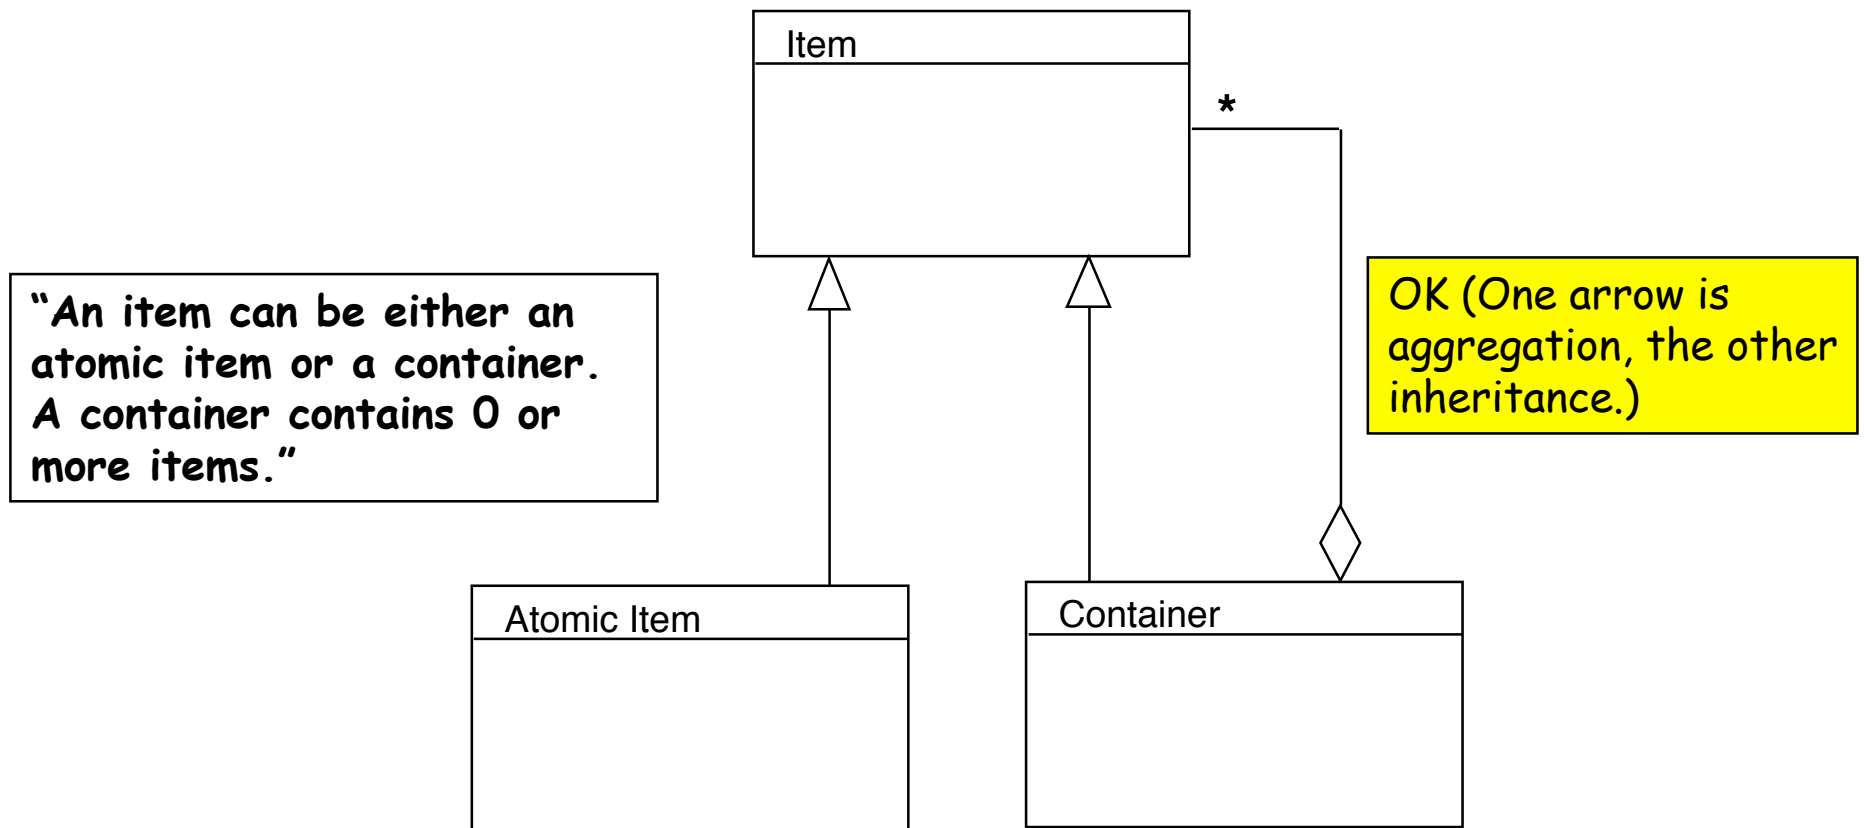 Item
*
“An item can be either an
atomic item or a container.
A container contains 0 or
more items.”
OK (One arrow is
aggregation, the other
inheritance.)
Atomic Item
Container